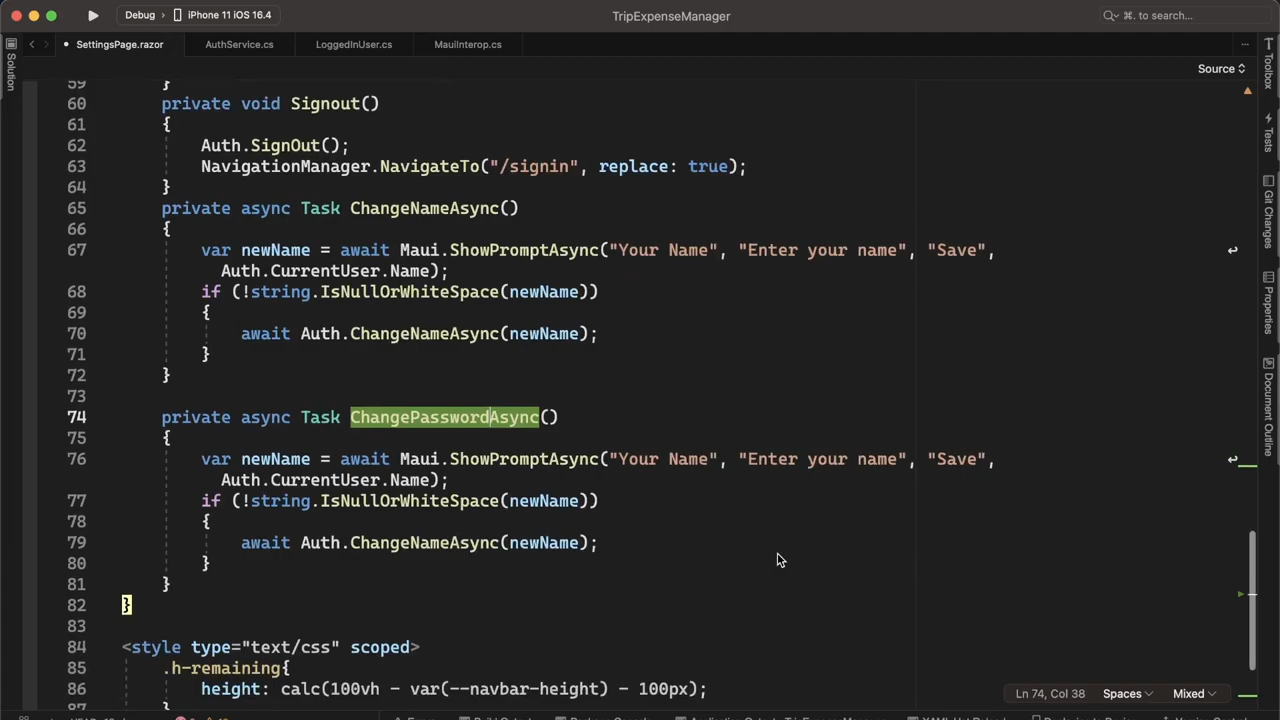 Debug
iPhone 11 iOS 16.4
TripExpenseManager
⌘. to search...
SettingsPage.razor
AuthService.cs
LoggedInUser.cs
MauiInterop.cs
Solution
Source
Toolbox
Tests
Git Changes
Properties
Document Outline
59 }
60 private void Signout()
61 {
62 Auth.SignOut();
63 NavigationManager.NavigateTo("/signin", replace: true);
64 }
65 private async Task ChangeNameAsync()
66 {
67 var newName = await Maui.ShowPromptAsync("Your Name", "Enter your name", "Save",
Auth.CurrentUser.Name);
68 if (!string.IsNullOrWhiteSpace(newName))
69 {
70 await Auth.ChangeNameAsync(newName);
71 }
72 }
73
74 private async Task ChangePasswordAsync()
75 {
76 var newName = await Maui.ShowPromptAsync("Your Name", "Enter your name", "Save",
Auth.CurrentUser.Name);
77 if (!string.IsNullOrWhiteSpace(newName))
78 {
79 await Auth.ChangeNameAsync(newName);
80 }
81 }
82 }
83
84 <style type="text/css" scoped>
85 .h-remaining{
86 height: calc(100vh - var(--navbar-height) - 100px);
87 }
Ln 74, Col 38
Spaces
Mixed